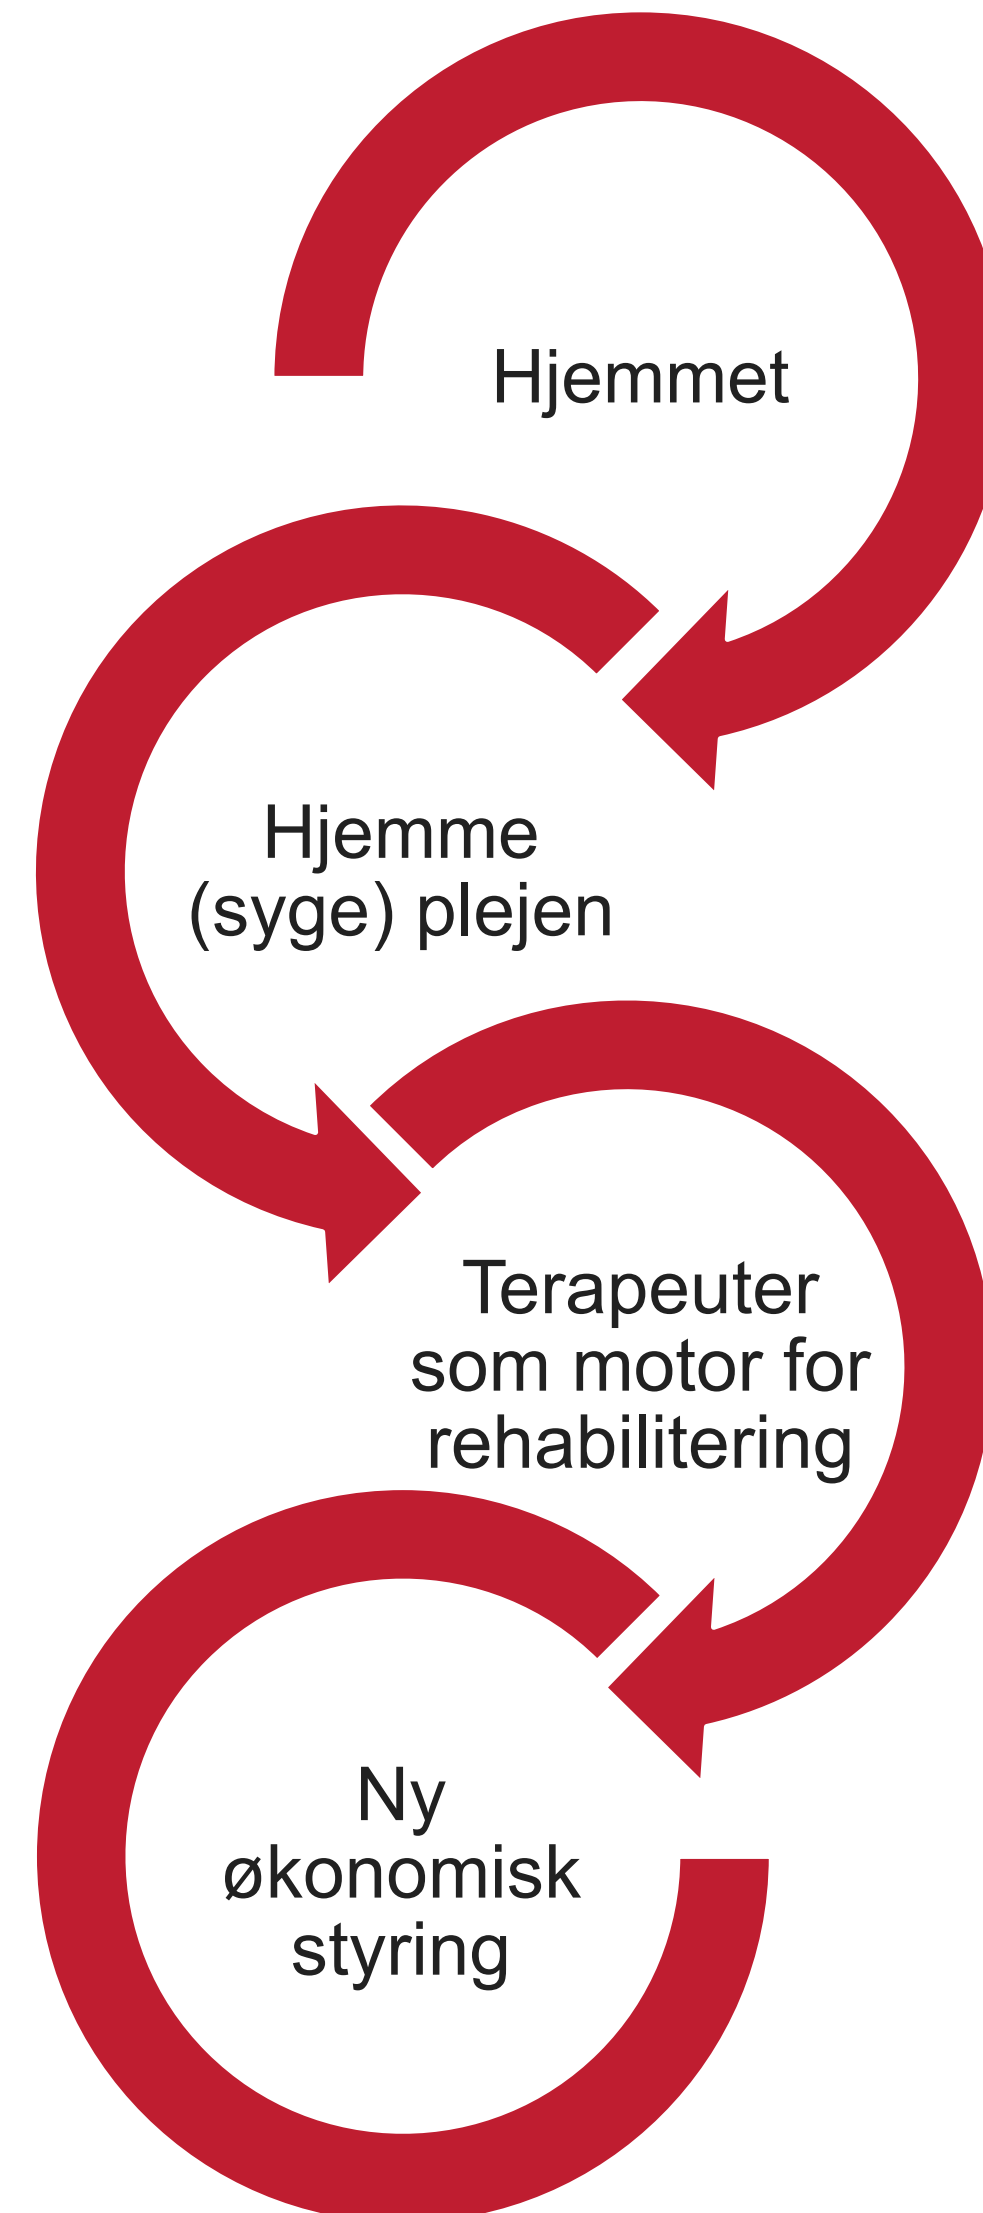 Hjemmet
Hjemme
(syge) plejen
Terapeuter
som motor for
rehabilitering
Ny
økonomisk
styring